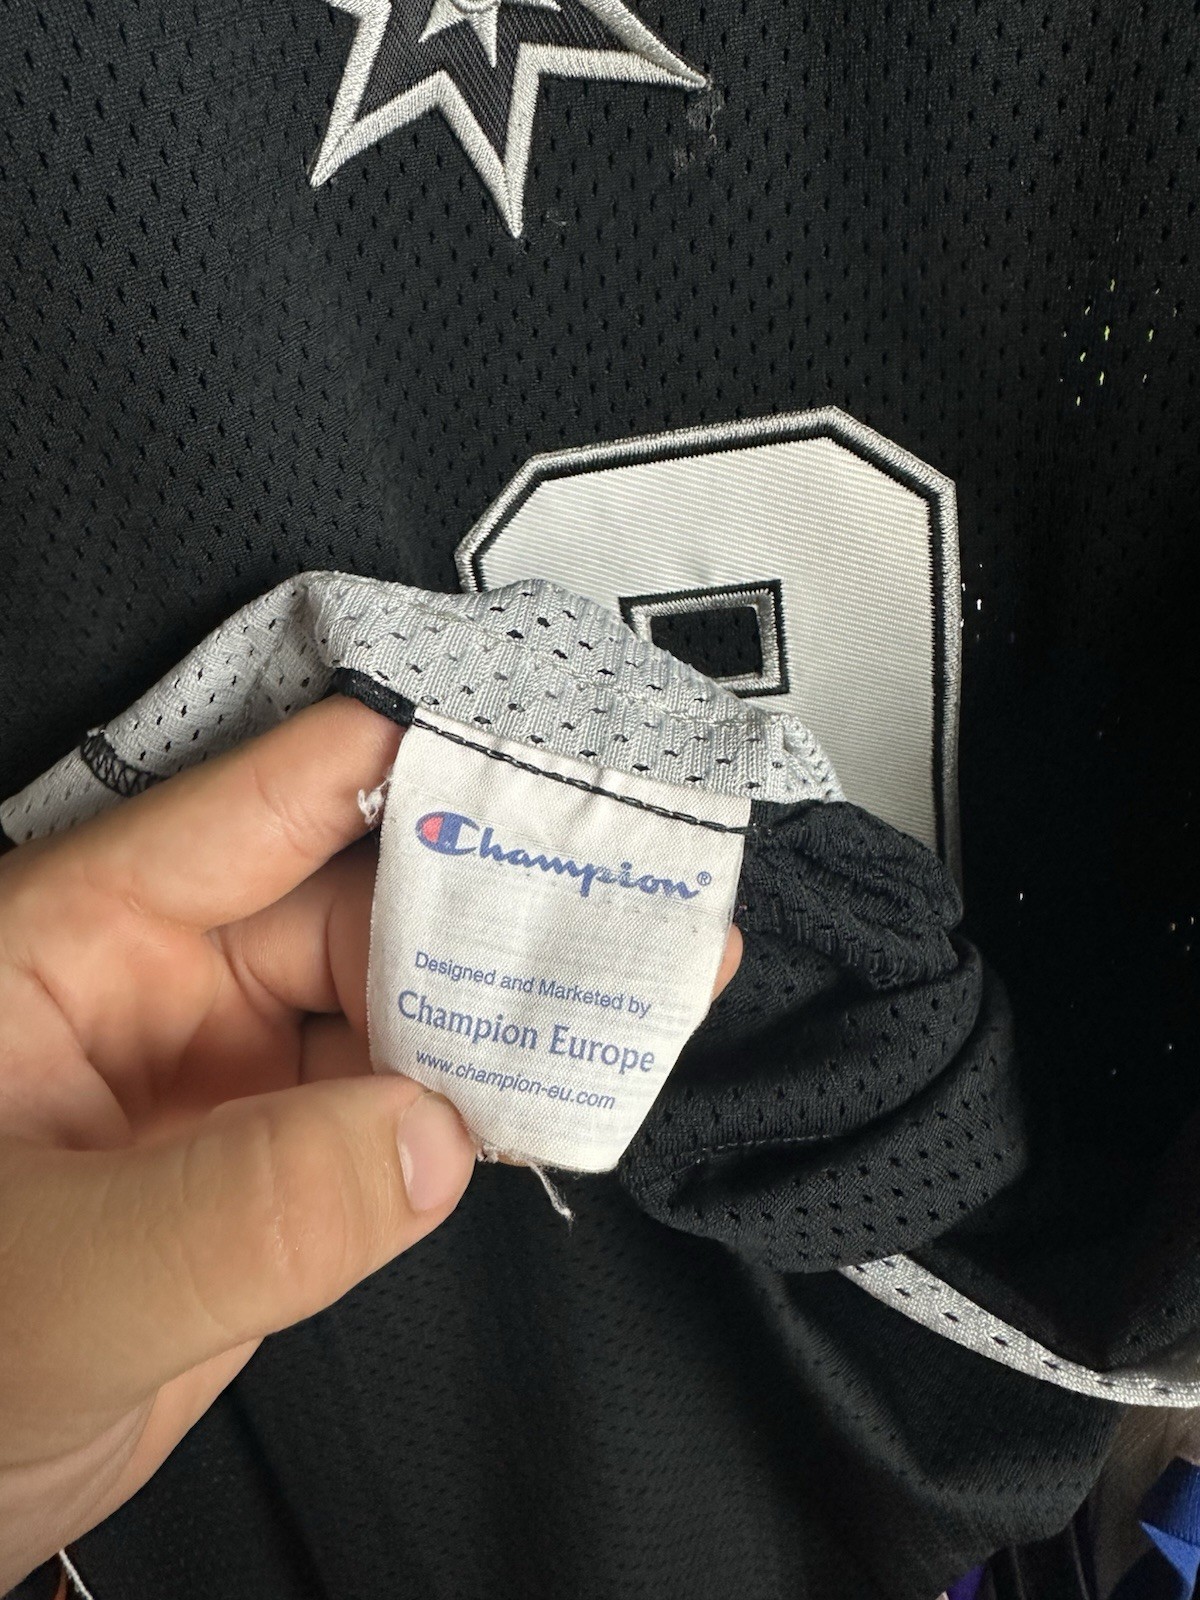 Champion®
Designed and Marketed by
Champion Europe
www.champion-eu.com